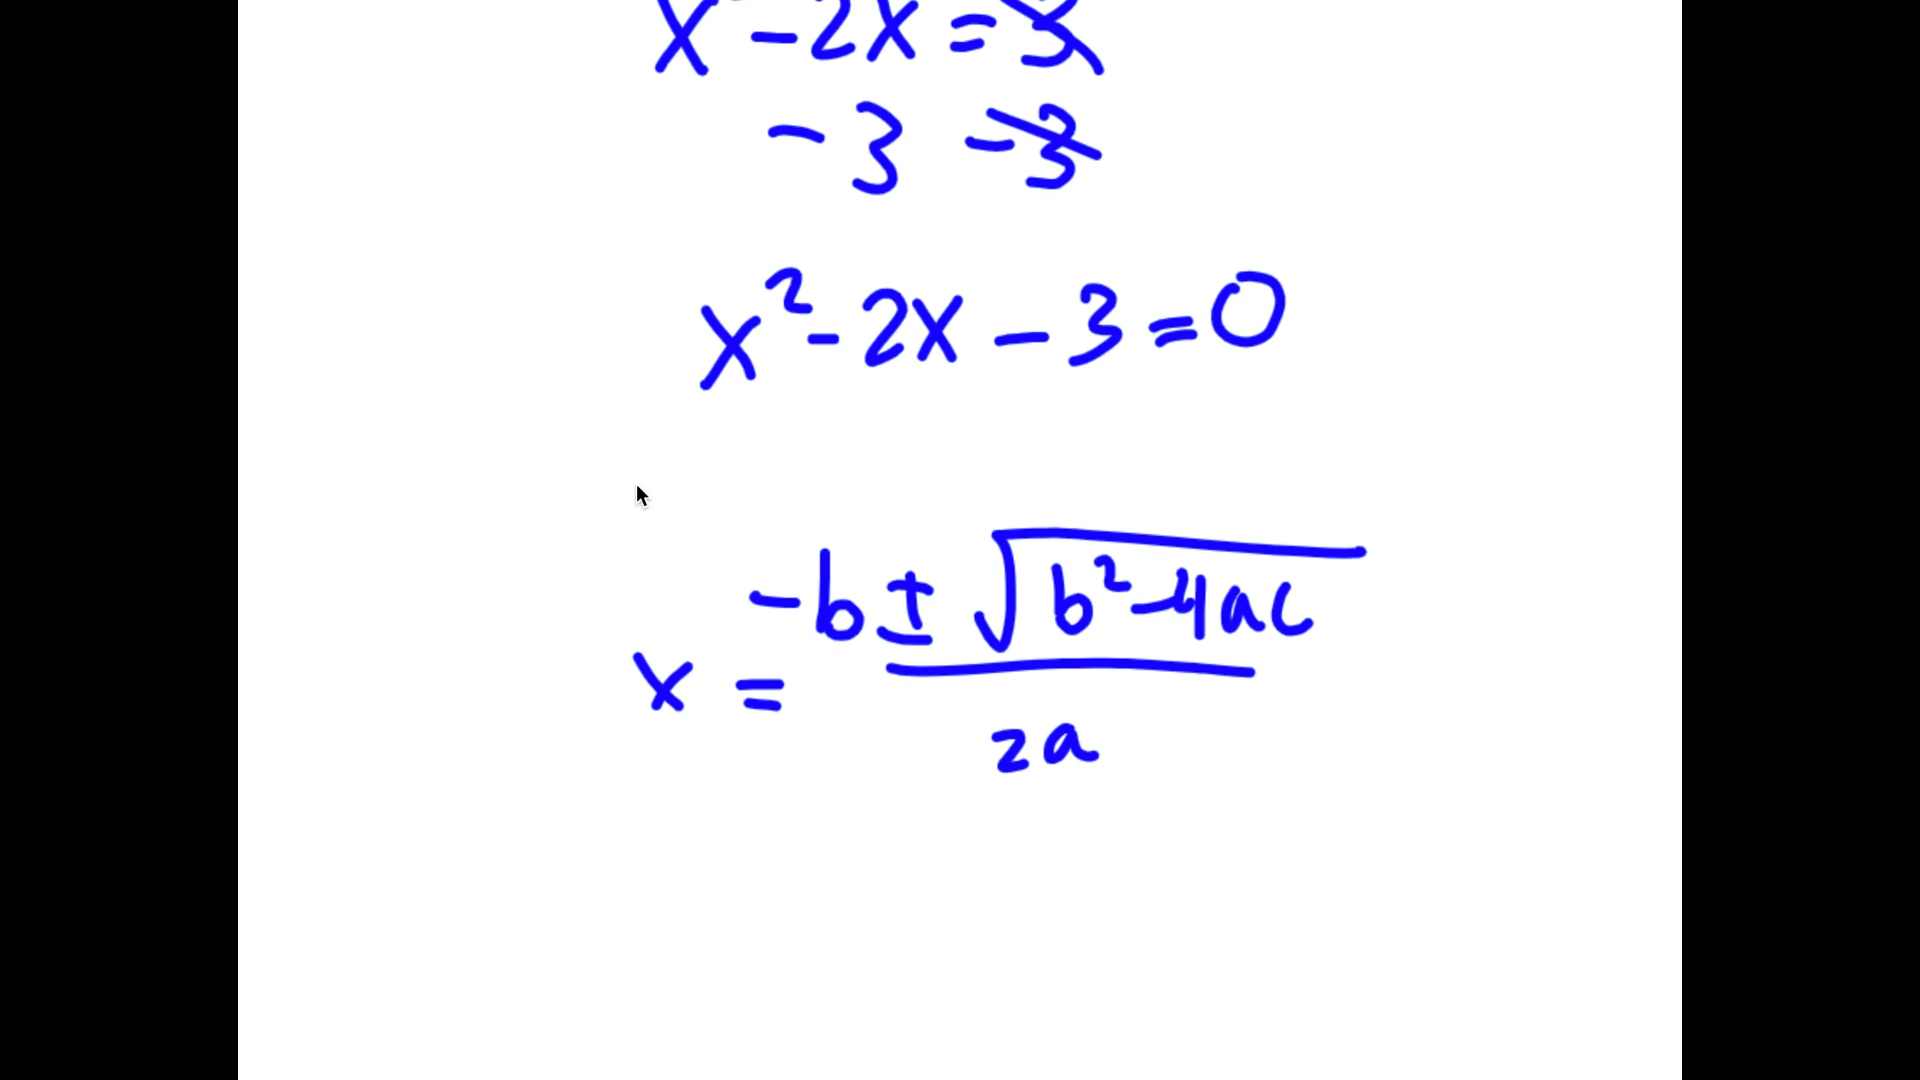 x² - 2x = 3
- 3 - 3
x² - 2x - 3 = 0
x = -b ± √(b² - 4ac) / 2a